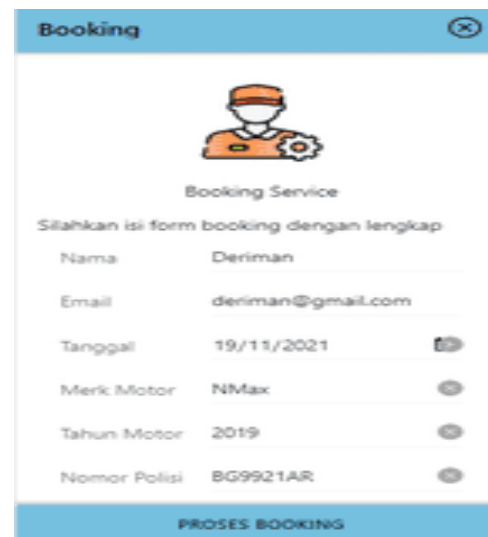 Booking
Booking Service
Silahkan isi form booking dengan lengkap
Nama Deriman
Email deriman@gmail.com
Tanggal 19/11/2021
Merk Motor NMax
Tahun Motor 2019
Nomor Polisi BG9921AR
PROSES BOOKING